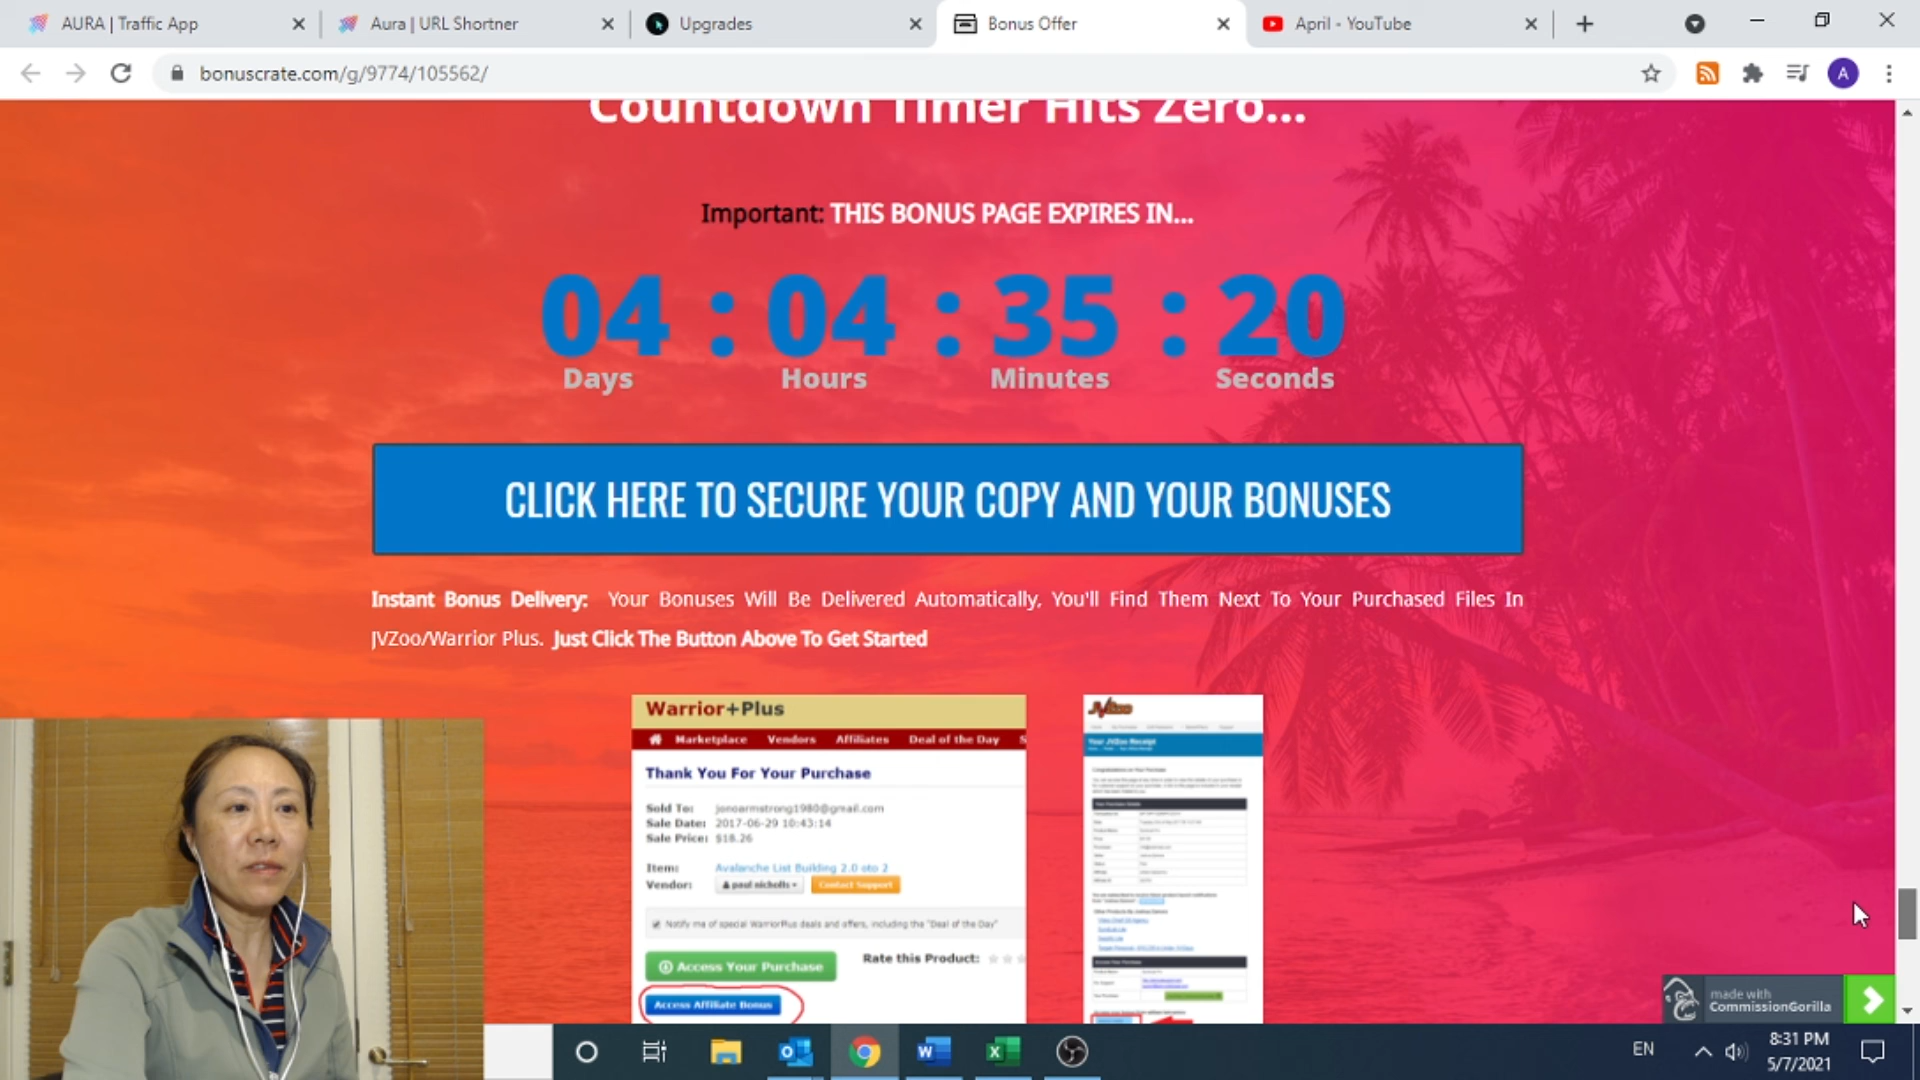 AURA | Traffic App
Aura | URL Shortner
Upgrades
Bonus Offer
April - YouTube
bonuscrate.com/g/9774/105562/
A
Countdown Timer Hits Zero...
Important: THIS BONUS PAGE EXPIRES IN...
04 : 04 : 35 : 20
Days Hours Minutes Seconds
CLICK HERE TO SECURE YOUR COPY AND YOUR BONUSES
Instant Bonus Delivery: Your Bonuses Will Be Delivered Automatically, You'll Find Them Next To Your Purchased Files In
JVZoo/Warrior Plus. Just Click The Button Above To Get Started
Warrior+Plus
Marketplace Vendors Affiliates Deal of the Day S
Thank You For Your Purchase
Sold To: jonoarmstrong1980@gmail.com
Sale Date: 2017-06-29 10:43:14
Sale Price: $18.26
Item: Avalanche List Building 2.0 oto 2
Vendor: paul nicholls Contact Support
Notify me of special WarriorPlus deals and offers, including the "Deal of the Day"
Access Your Purchase
Rate this Product:
Access Affiliate Bonus
JVZoo
Your JVZoo Receipt
made with
CommissionGorilla
EN
8:31 PM
5/7/2021